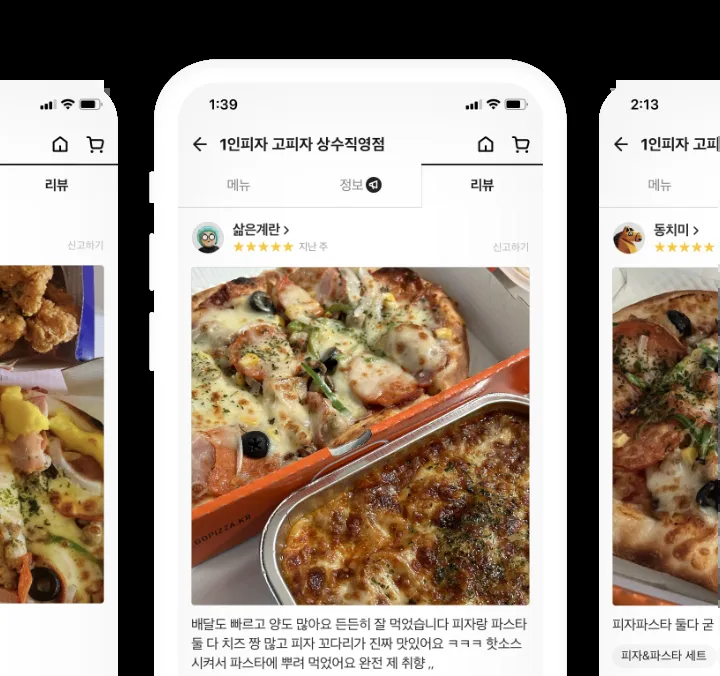 리뷰
신고하기
1:39
1인피자 고피자 상수직영점
메뉴
정보
리뷰
삶은계란 >
★★★★★ 지난 주
신고하기
GOPIZZA.KR
배달도 빠르고 양도 많아요 든든히 잘 먹었습니다 피자랑 파스타
둘 다 치즈 짱 많고 피자 꼬다리가 진짜 맛있어요 ㅋㅋㅋ 핫소스
시켜서 파스타에 뿌려 먹었어요 완전 제 취향 ,,
2:13
1인피자 고피
메뉴
동치미 >
★★★★★
피자파스타 둘다 굳
피자&파스타 세트